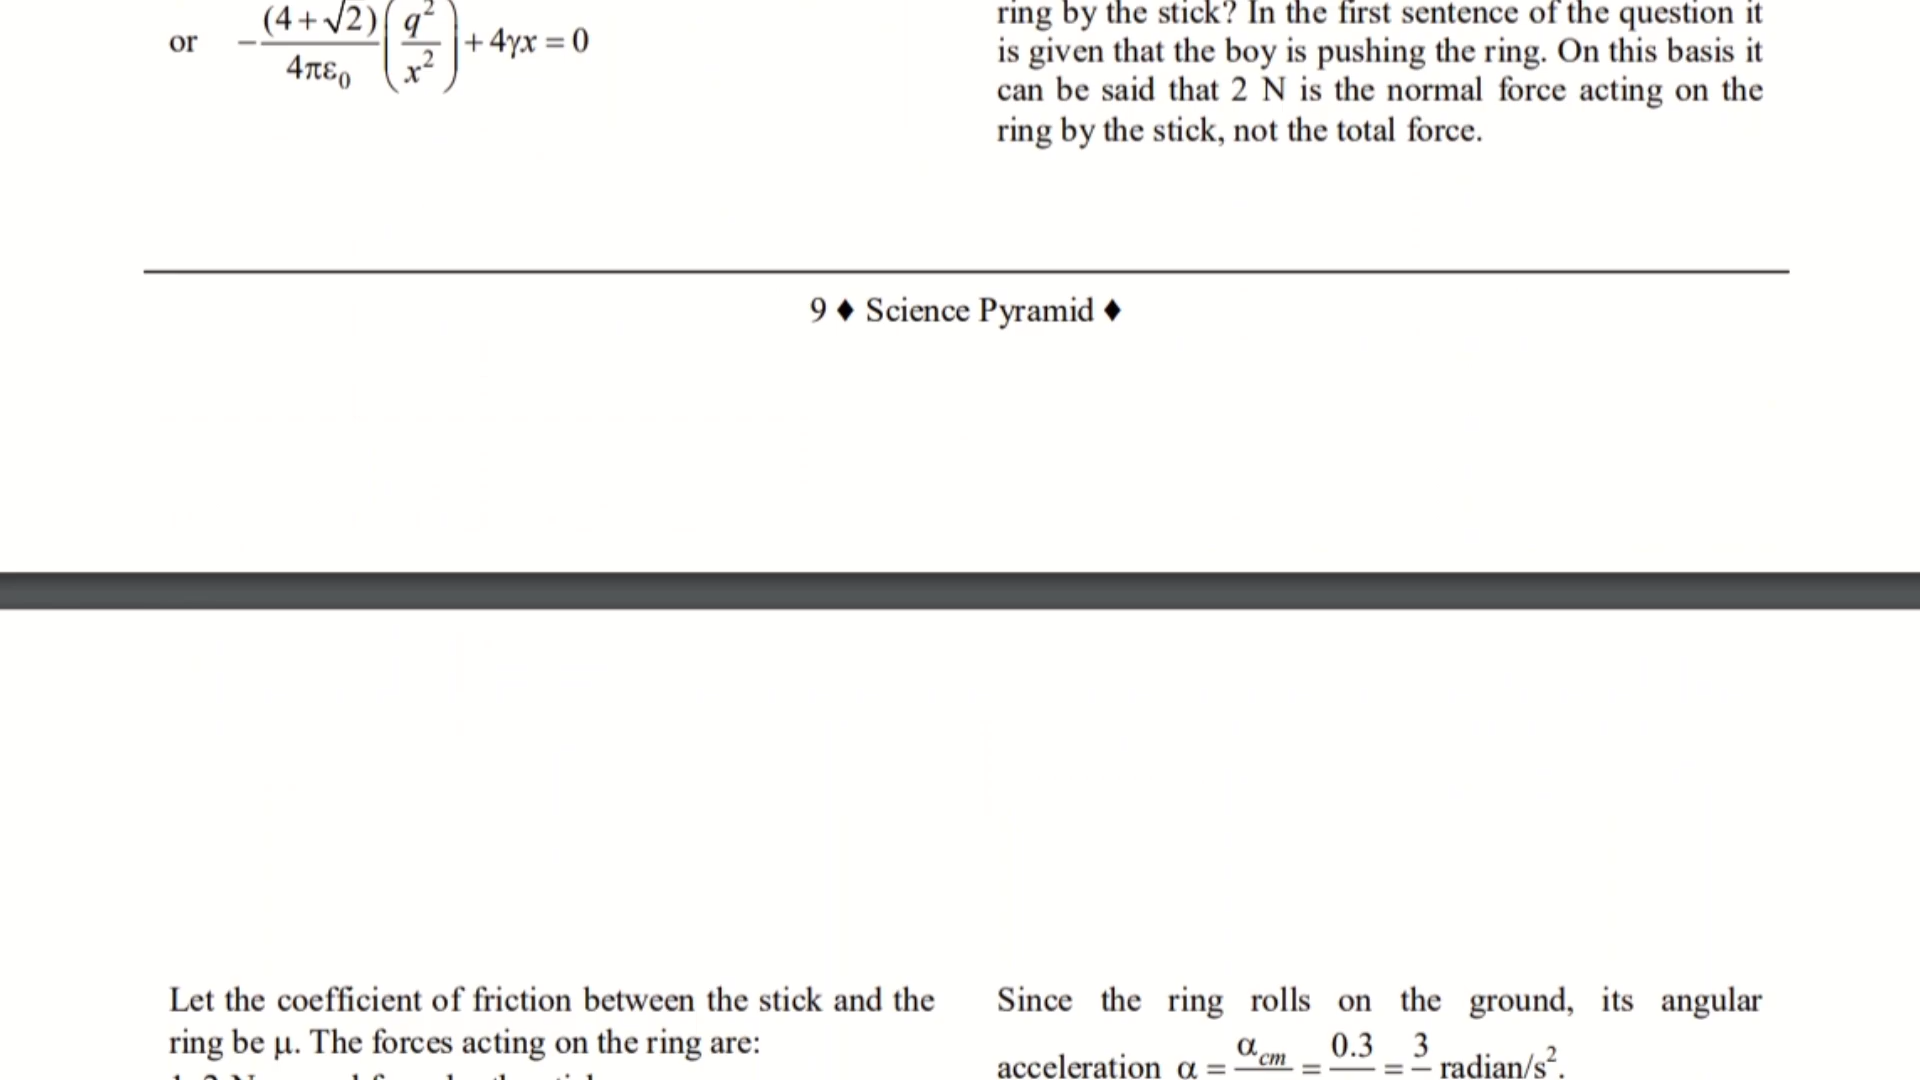 or −(4+√2)/4πε₀ (q²/x²) + 4γx = 0
ring by the stick? In the first sentence of the question it
is given that the boy is pushing the ring. On this basis it
can be said that 2 N is the normal force acting on the
ring by the stick, not the total force.
9 ♦ Science Pyramid ♦
Let the coefficient of friction between the stick and the
ring be μ. The forces acting on the ring are:
Since the ring rolls on the ground, its angular
acceleration α = α_cm/ = 0.3/ = 3/ radian/s².